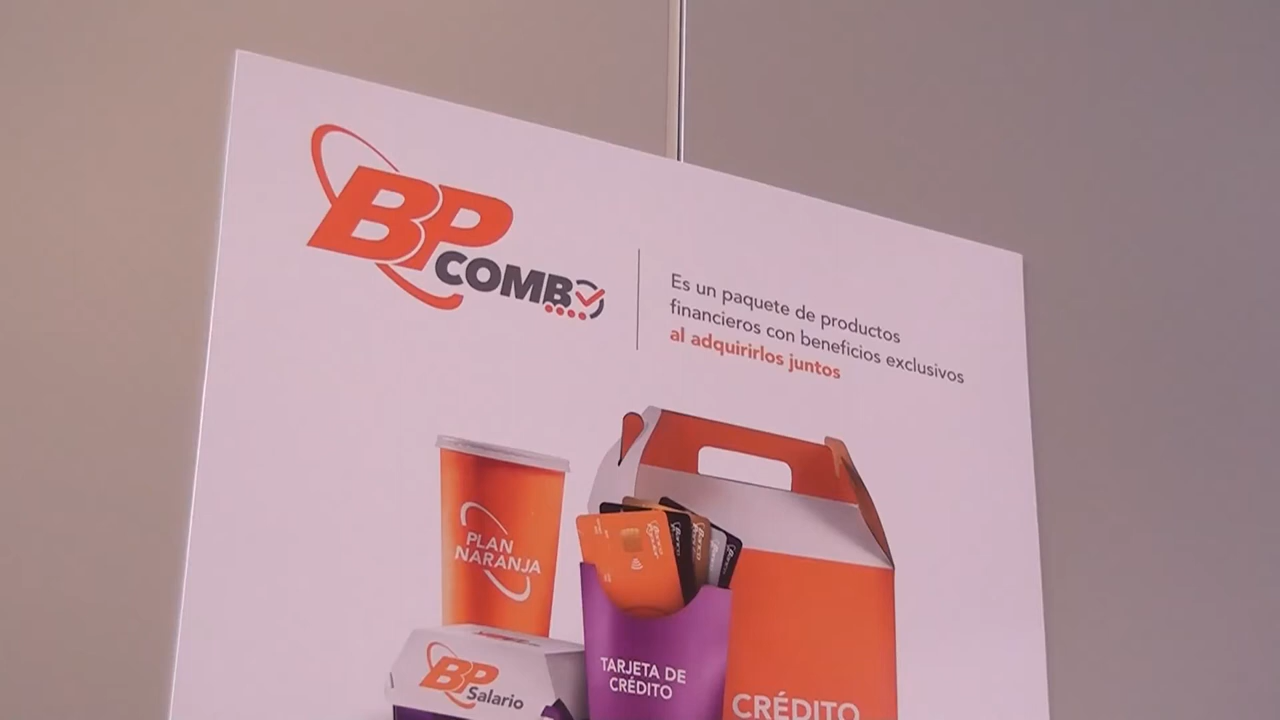 BP
COMBO
Es un paquete de productos
financieros con beneficios exclusivos
al adquirirlos juntos
PLAN
NARANJA
BP
Salario
TARJETA DE
CRÉDITO
CRÉDITO